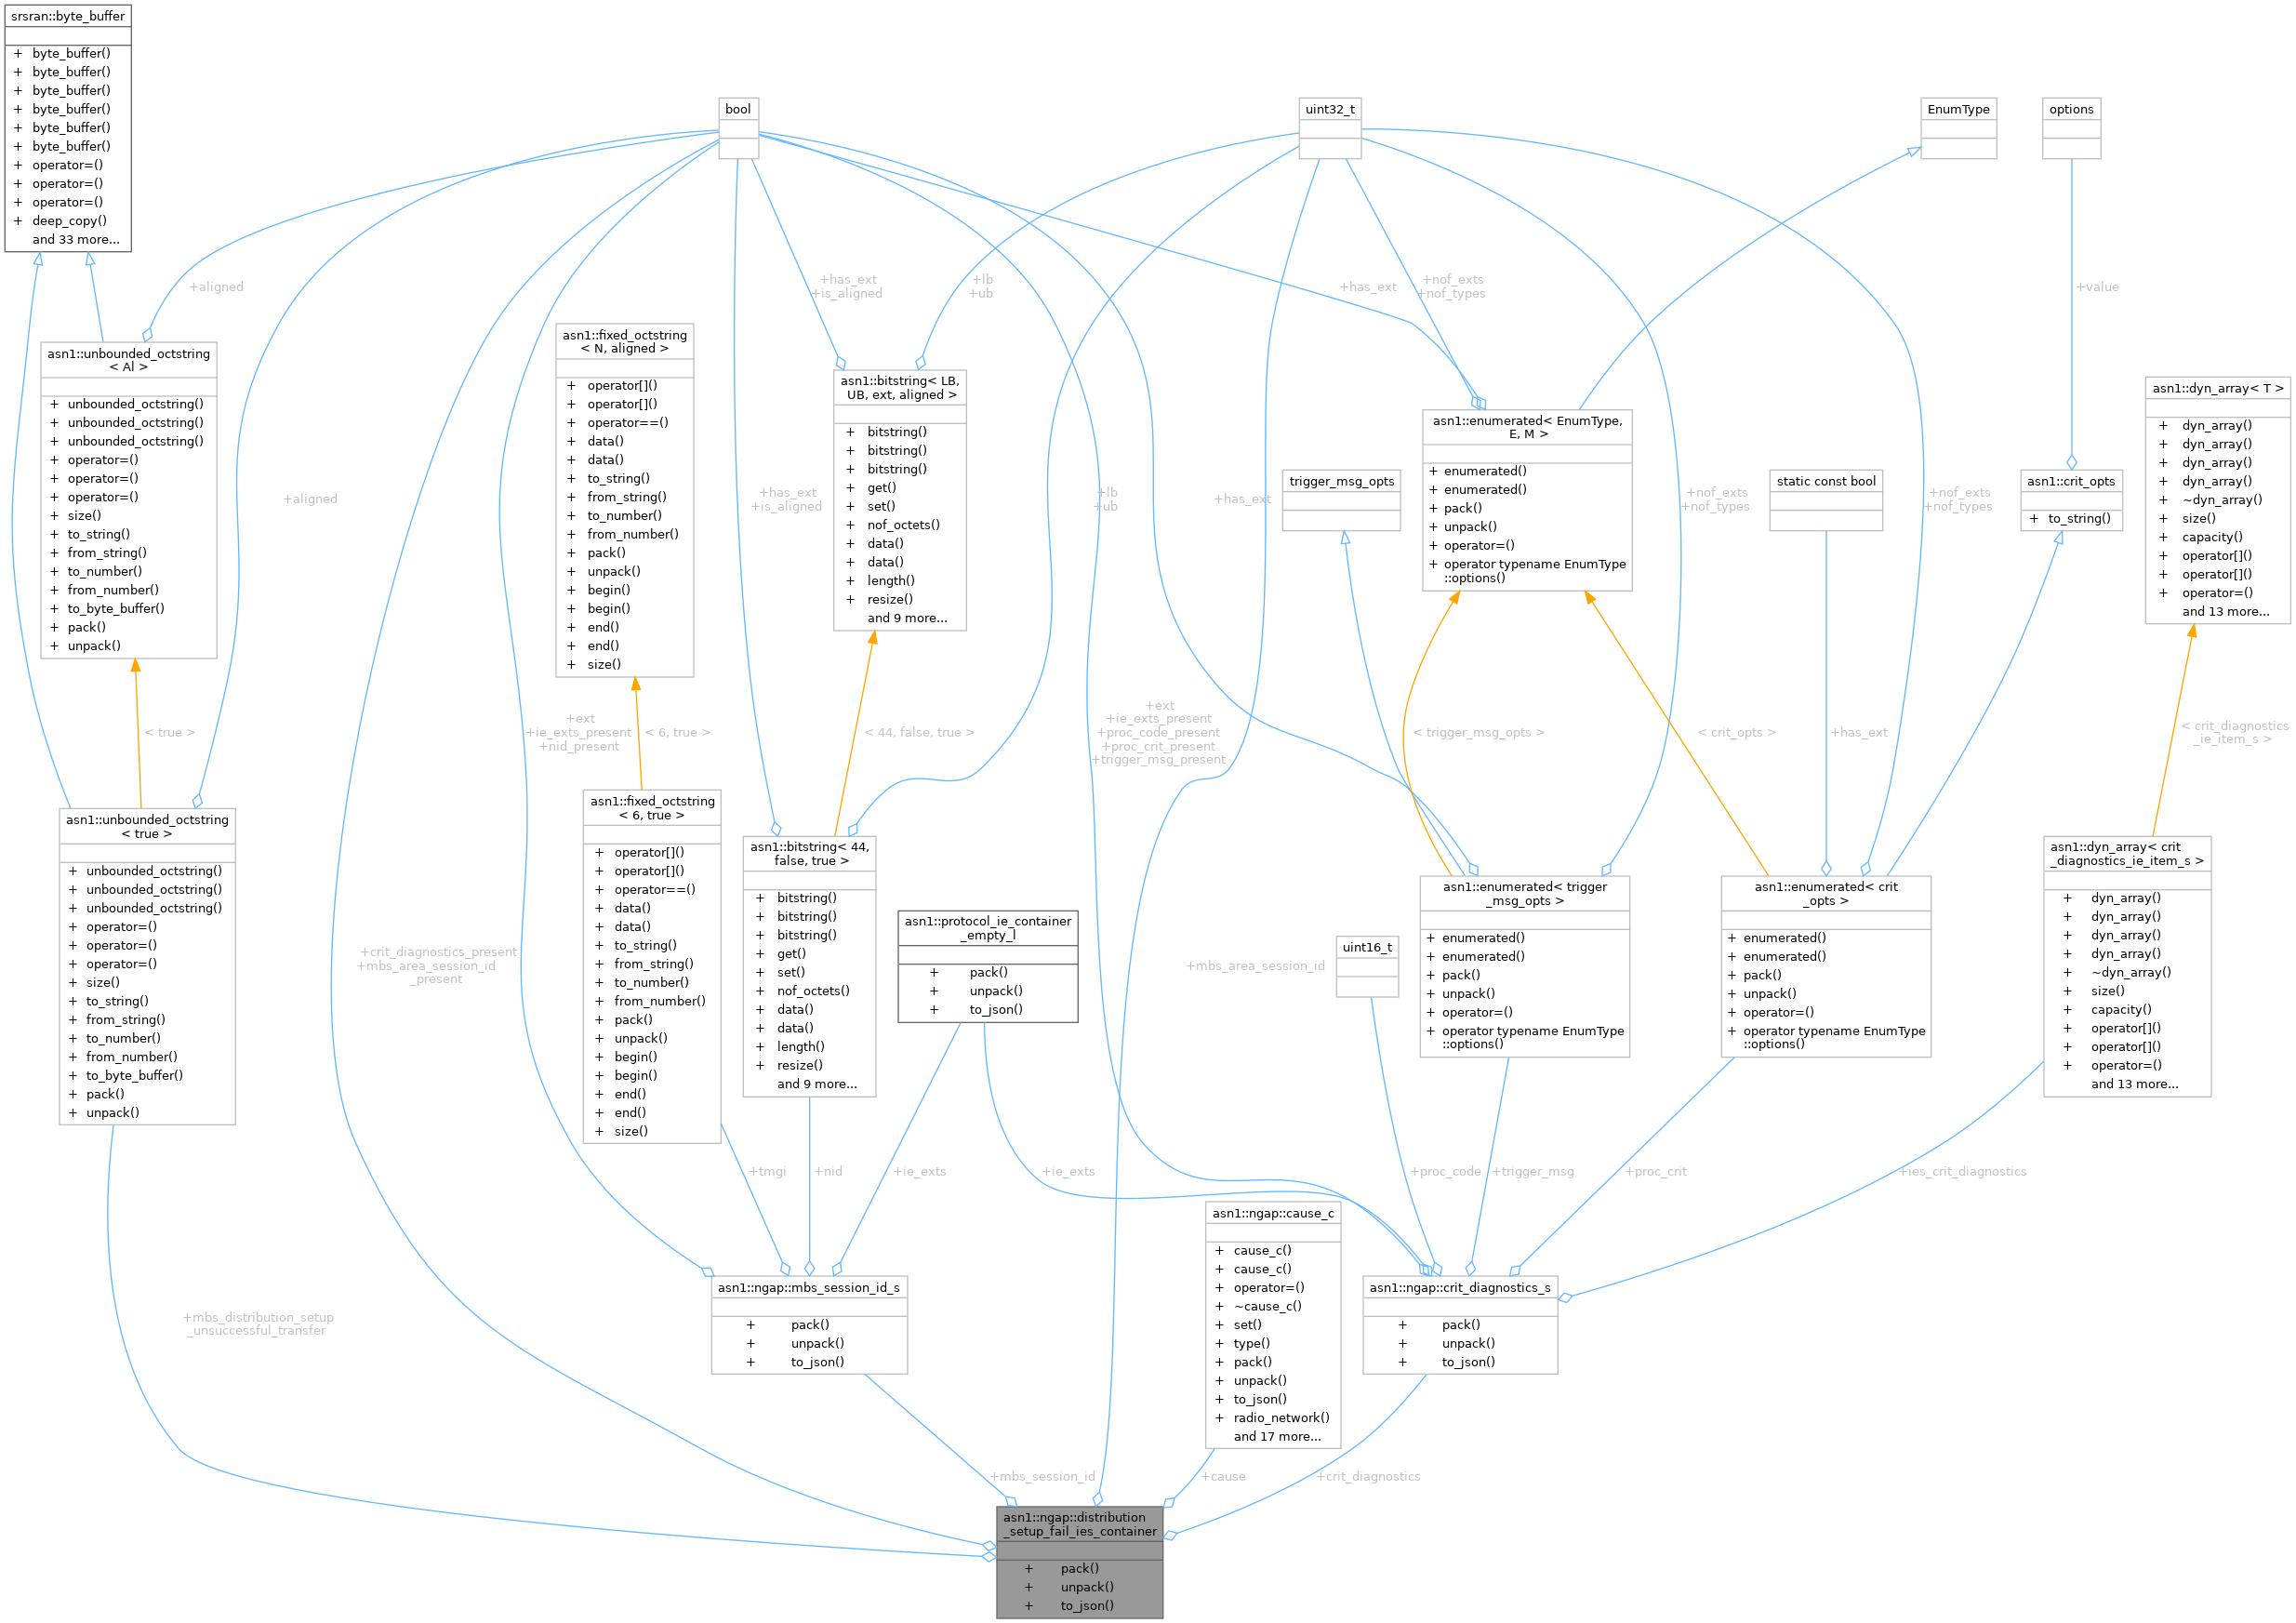 srsran::byte_buffer
+ byte_buffer()
+ byte_buffer()
+ byte_buffer()
+ byte_buffer()
+ byte_buffer()
+ byte_buffer()
+ operator=()
+ operator=()
+ operator=()
+ deep_copy()
and 33 more...
bool
uint32_t
EnumType
options
+aligned
+has_ext
+is_aligned
+lb
+ub
+has_ext
+nof_exts
+nof_types
+value
asn1::unbounded_octstring
< Al >
+ unbounded_octstring()
+ unbounded_octstring()
+ unbounded_octstring()
+ operator=()
+ operator=()
+ operator=()
+ size()
+ to_string()
+ from_string()
+ to_number()
+ from_number()
+ to_byte_buffer()
+ pack()
+ unpack()
+aligned
asn1::fixed_octstring
< N, aligned >
+ operator[]()
+ operator[]()
+ operator==()
+ data()
+ data()
+ to_string()
+ from_string()
+ to_number()
+ from_number()
+ pack()
+ unpack()
+ begin()
+ begin()
+ end()
+ end()
+ size()
+has_ext
+is_aligned
asn1::bitstring< LB,
UB, ext, aligned >
+ bitstring()
+ bitstring()
+ bitstring()
+ get()
+ set()
+ nof_octets()
+ data()
+ data()
+ length()
+ resize()
and 9 more...
+lb
+ub
+has_ext
trigger_msg_opts
asn1::enumerated< EnumType,
E, M >
+ enumerated()
+ enumerated()
+ pack()
+ unpack()
+ operator=()
+ operator typename EnumType
::options()
+nof_exts
+nof_types
static const bool
+nof_exts
+nof_types
asn1::crit_opts
+ to_string()
asn1::dyn_array< T >
+ dyn_array()
+ dyn_array()
+ dyn_array()
+ dyn_array()
+ ~dyn_array()
+ size()
+ capacity()
+ operator[]()
+ operator[]()
+ operator=()
and 13 more...
< true >
+ext
+ie_exts_present
+nid_present
< 6, true >
< 44, false, true >
+ext
+ie_exts_present
+proc_code_present
+proc_crit_present
+trigger_msg_present
< trigger_msg_opts >
< crit_opts >
+has_ext
< crit_diagnostics
_ie_item_s >
asn1::unbounded_octstring
< true >
+ unbounded_octstring()
+ unbounded_octstring()
+ unbounded_octstring()
+ operator=()
+ operator=()
+ operator=()
+ size()
+ to_string()
+ from_string()
+ to_number()
+ from_number()
+ to_byte_buffer()
+ pack()
+ unpack()
+crit_diagnostics_present
+mbs_area_session_id
_present
asn1::fixed_octstring
< 6, true >
+ operator[]()
+ operator[]()
+ operator==()
+ data()
+ data()
+ to_string()
+ from_string()
+ to_number()
+ from_number()
+ pack()
+ unpack()
+ begin()
+ begin()
+ end()
+ end()
+ size()
asn1::bitstring< 44,
false, true >
+ bitstring()
+ bitstring()
+ bitstring()
+ get()
+ set()
+ nof_octets()
+ data()
+ data()
+ length()
+ resize()
and 9 more...
asn1::protocol_ie_container
_empty_l
+ pack()
+ unpack()
+ to_json()
+mbs_area_session_id
uint16_t
asn1::enumerated< trigger
_msg_opts >
+ enumerated()
+ enumerated()
+ pack()
+ unpack()
+ operator=()
+ operator typename EnumType
::options()
asn1::enumerated< crit
_opts >
+ enumerated()
+ enumerated()
+ pack()
+ unpack()
+ operator=()
+ operator typename EnumType
::options()
asn1::dyn_array< crit
_diagnostics_ie_item_s >
+ dyn_array()
+ dyn_array()
+ dyn_array()
+ dyn_array()
+ ~dyn_array()
+ size()
+ capacity()
+ operator[]()
+ operator[]()
+ operator=()
and 13 more...
+tmgi
+nid
+ie_exts
+ie_exts
+proc_code
+trigger_msg
+proc_crit
+ies_crit_diagnostics
+mbs_distribution_setup
_unsuccessful_transfer
asn1::ngap::mbs_session_id_s
+ pack()
+ unpack()
+ to_json()
asn1::ngap::cause_c
+ cause_c()
+ cause_c()
+ operator=()
+ ~cause_c()
+ set()
+ type()
+ pack()
+ unpack()
+ to_json()
+ radio_network()
and 17 more...
asn1::ngap::crit_diagnostics_s
+ pack()
+ unpack()
+ to_json()
+mbs_session_id
+cause
+crit_diagnostics
asn1::ngap::distribution
_setup_fail_ies_container
+ pack()
+ unpack()
+ to_json()